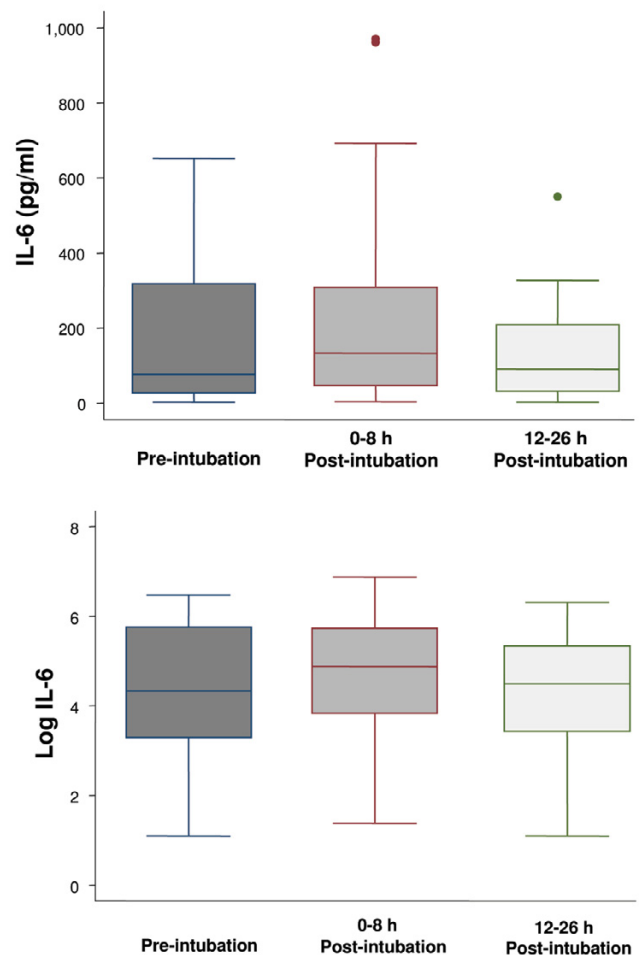 1,000
800
600
400
200
0
IL-6 (pg/ml)
Pre-intubation
0-8 h
Post-intubation
12-26 h
Post-intubation
8
6
4
2
0
Log IL-6
Pre-intubation
0-8 h
Post-intubation
12-26 h
Post-intubation